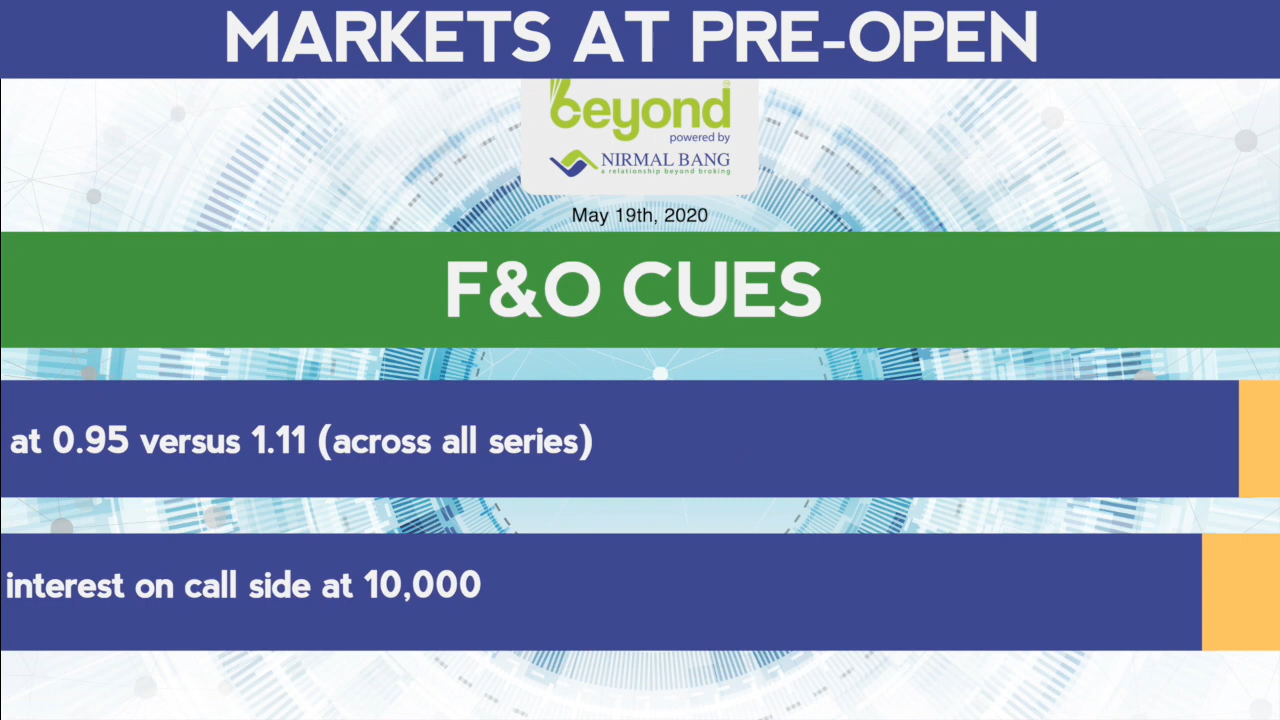 MARKETS AT PRE-OPEN
beyond
powered by
NIRMAL BANG
a relationship beyond broking
May 19th, 2020
F&O CUES
at 0.95 versus 1.11 (across all series)
interest on call side at 10,000